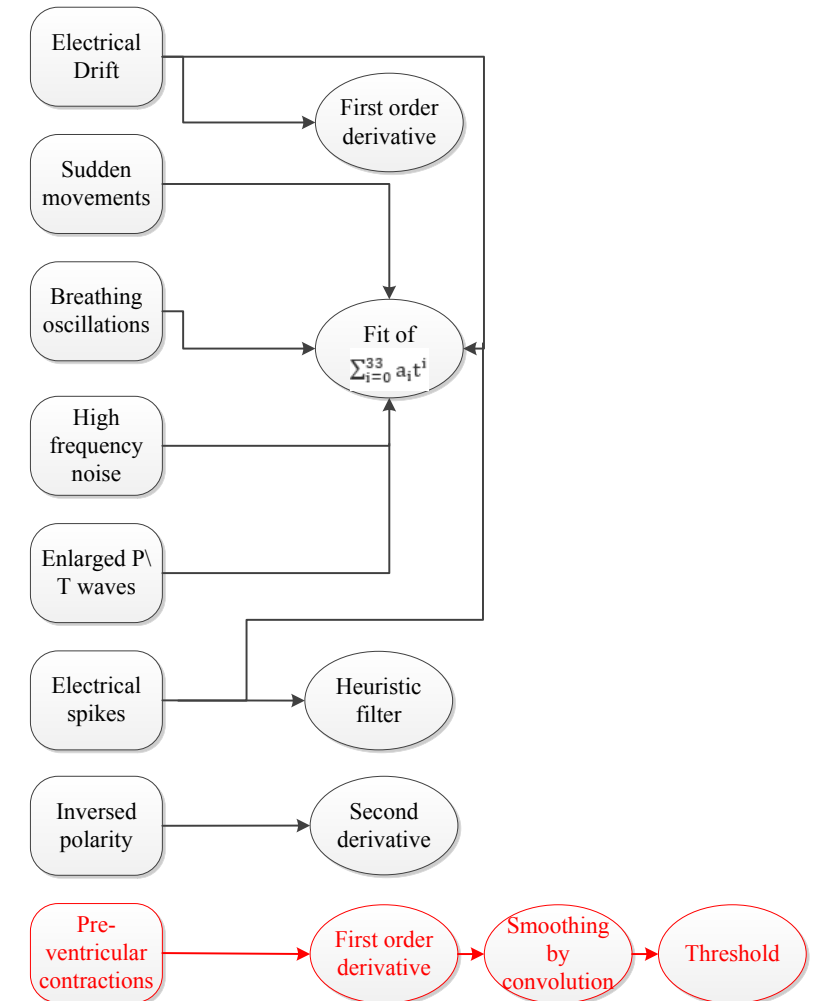 Electrical
Drift
First order
derivative
Sudden
movements
Breathing
oscillations
Fit of
∑³³ᵢ₌₀ aᵢtⁱ
High
frequency
noise
Enlarged P\
T waves
Electrical
spikes
Heuristic
filter
Inversed
polarity
Second
derivative
Pre-
ventricular
contractions
First order
derivative
Smoothing
by
convolution
Threshold